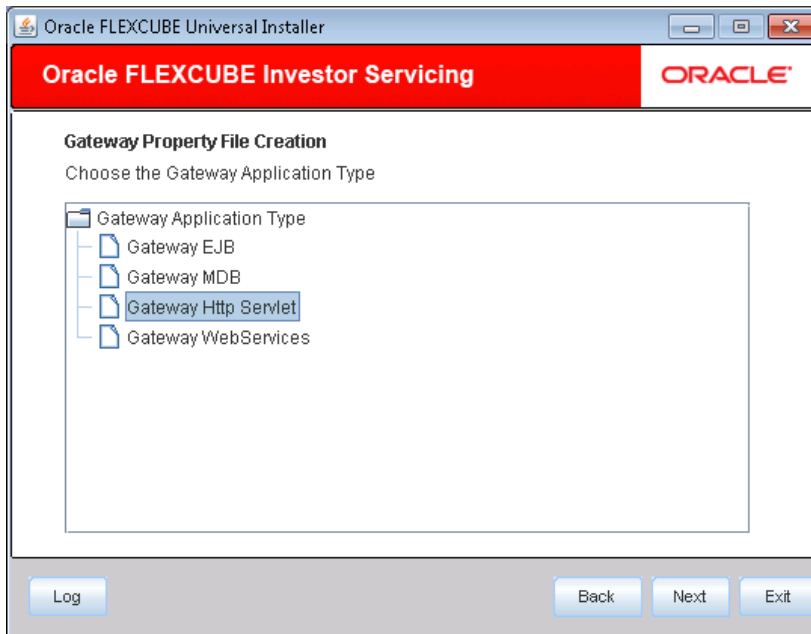 Oracle FLEXCUBE Universal Installer
Oracle FLEXCUBE Investor Servicing
ORACLE
Gateway Property File Creation
Choose the Gateway Application Type
Gateway Application Type
Gateway EJB
Gateway MDB
Gateway Http Servlet
Gateway WebServices
Log Back Next Exit